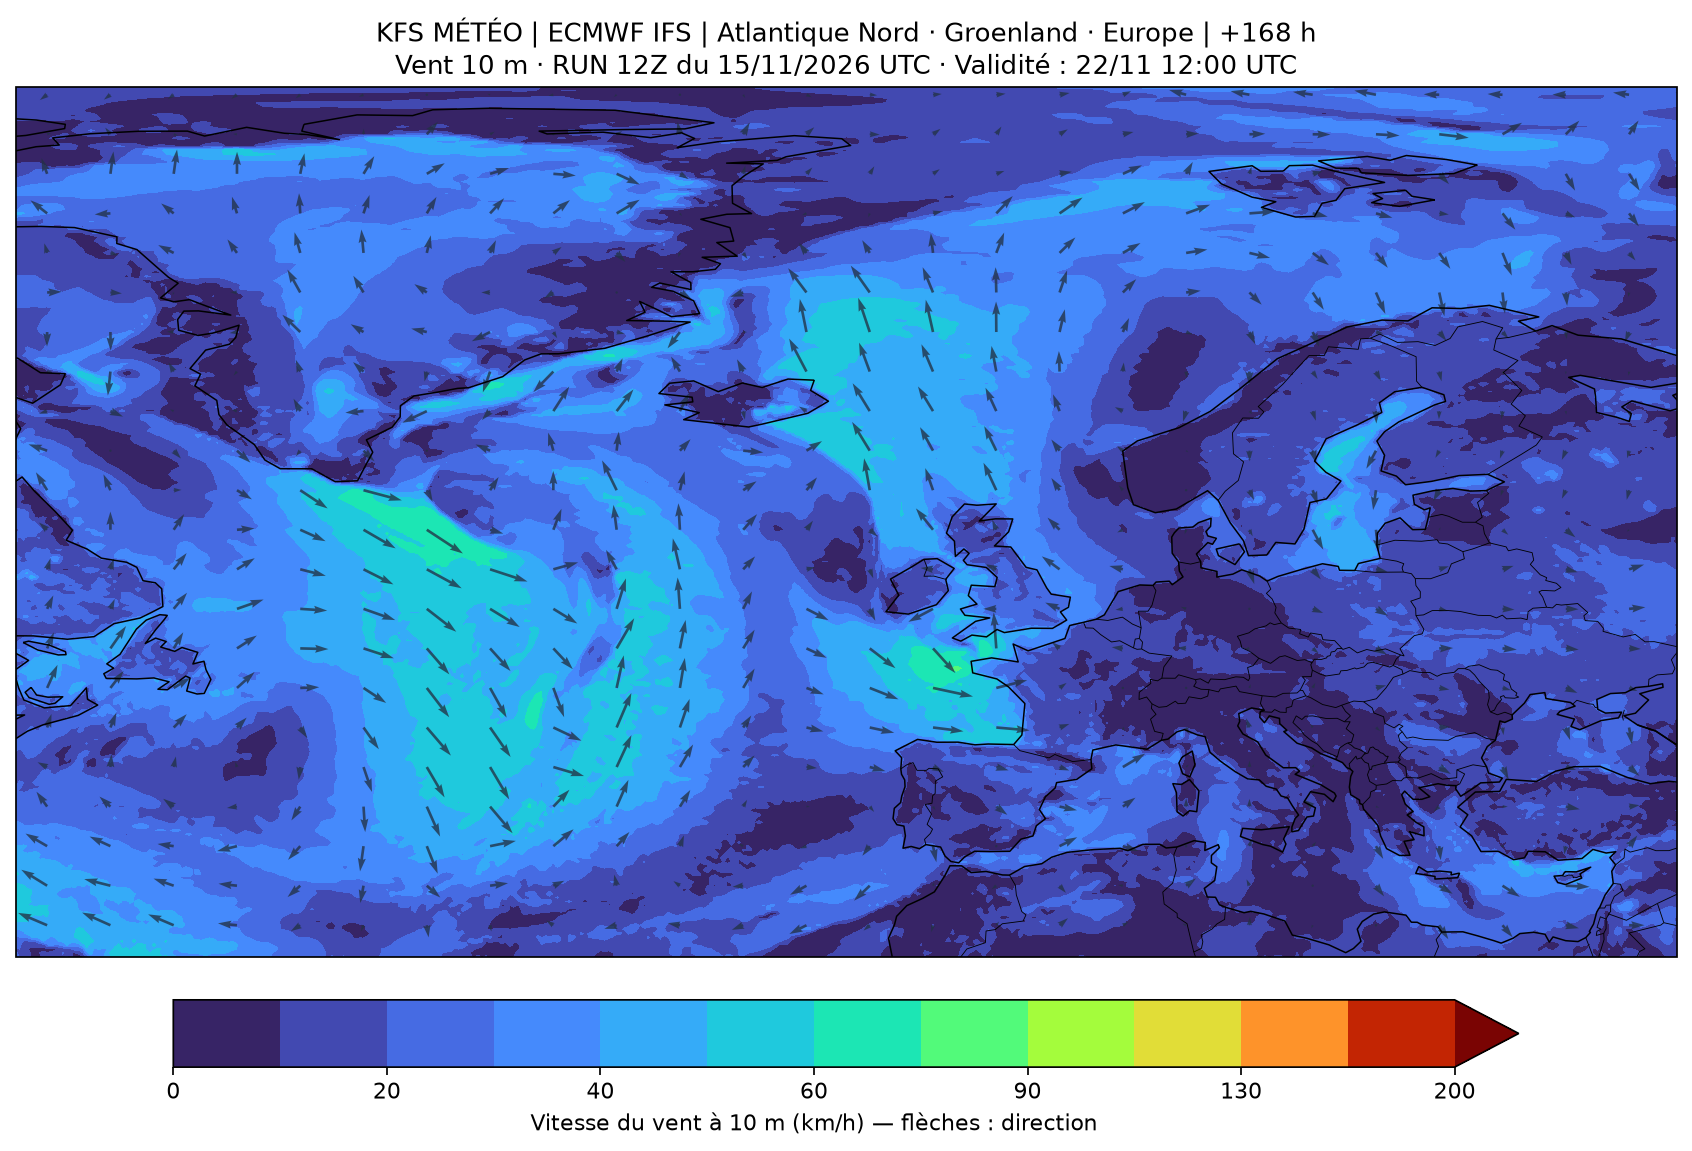 KFS MÉTÉO | ECMWF IFS | Atlantique Nord · Groenland · Europe | +168 h
Vent 10 m · RUN 12Z du 15/11/2026 UTC · Validité : 22/11 12:00 UTC
0 20 40 60 90 130 200
Vitesse du vent à 10 m (km/h) — flèches : direction